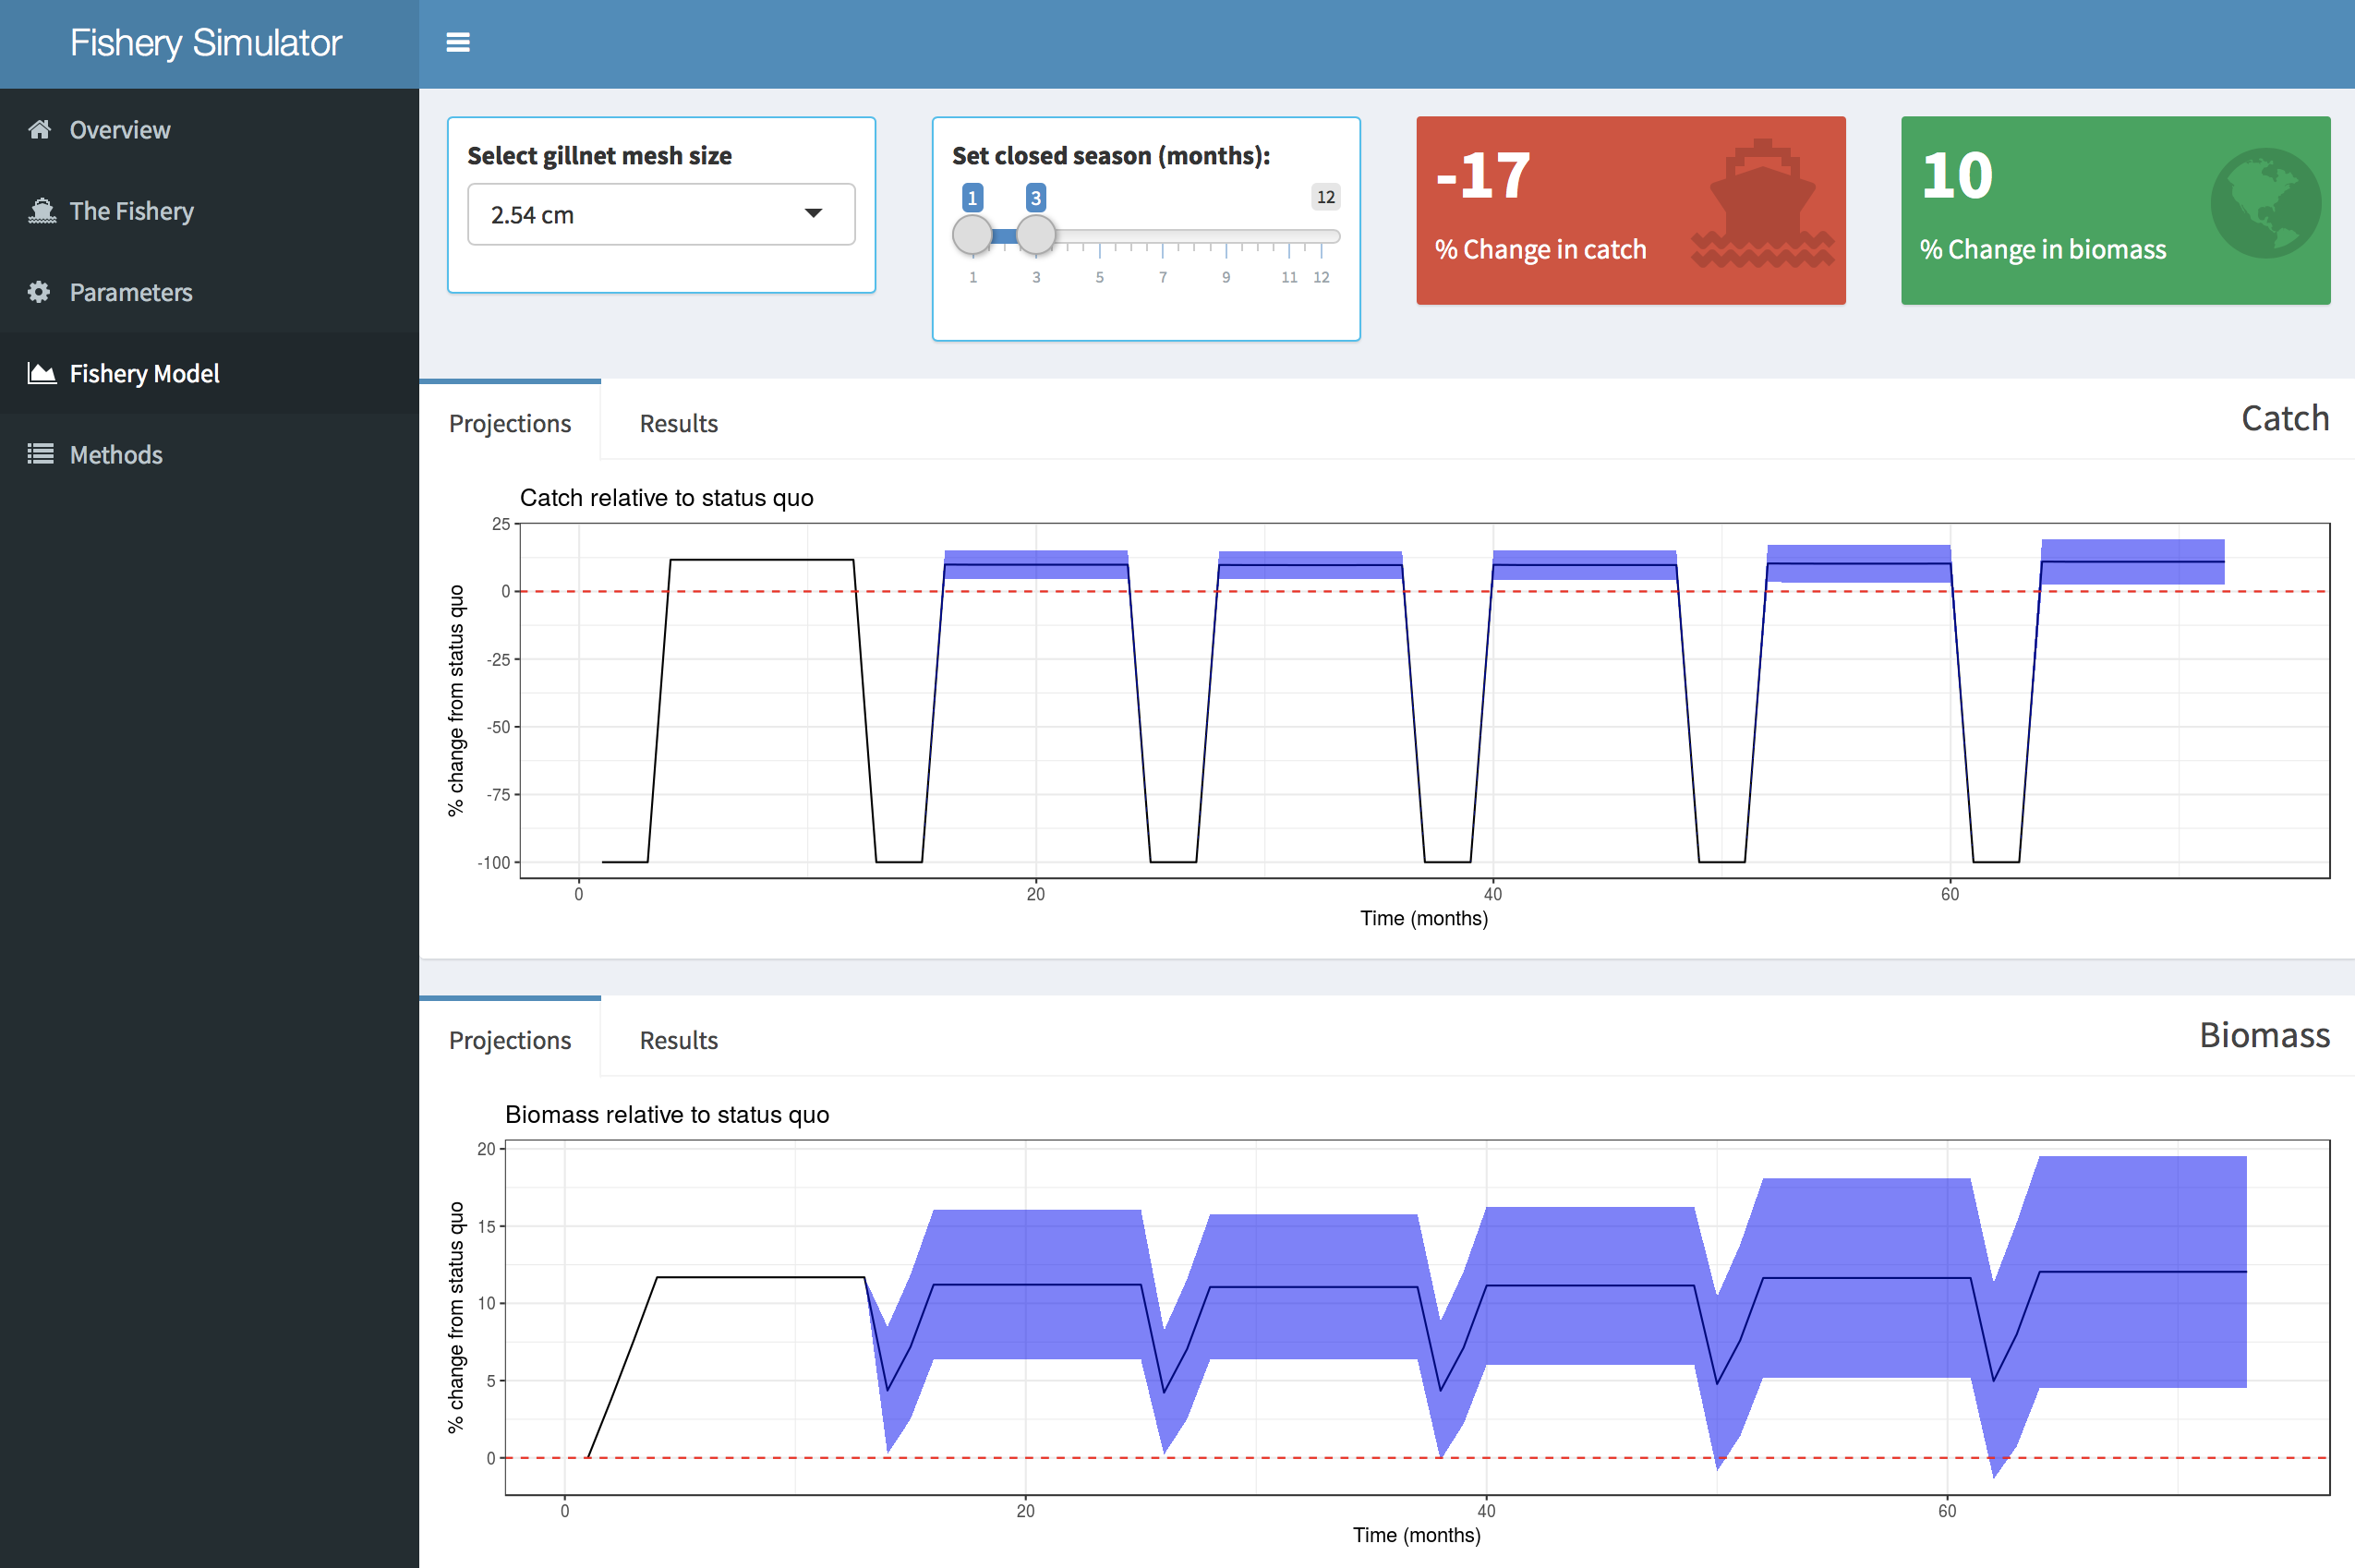 Fishery Simulator
Overview
The Fishery
Parameters
Fishery Model
Methods
Select gillnet mesh size
2.54 cm
Set closed season (months):
1 3 12
1 3 5 7 9 11 12
-17
% Change in catch
10
% Change in biomass
Projections Results Catch
Catch relative to status quo
% change from status quo
25
0
-25
-50
-75
-100
0 20 40 60
Time (months)
Projections Results Biomass
Biomass relative to status quo
% change from status quo
20
15
10
5
0
0 20 40 60
Time (months)